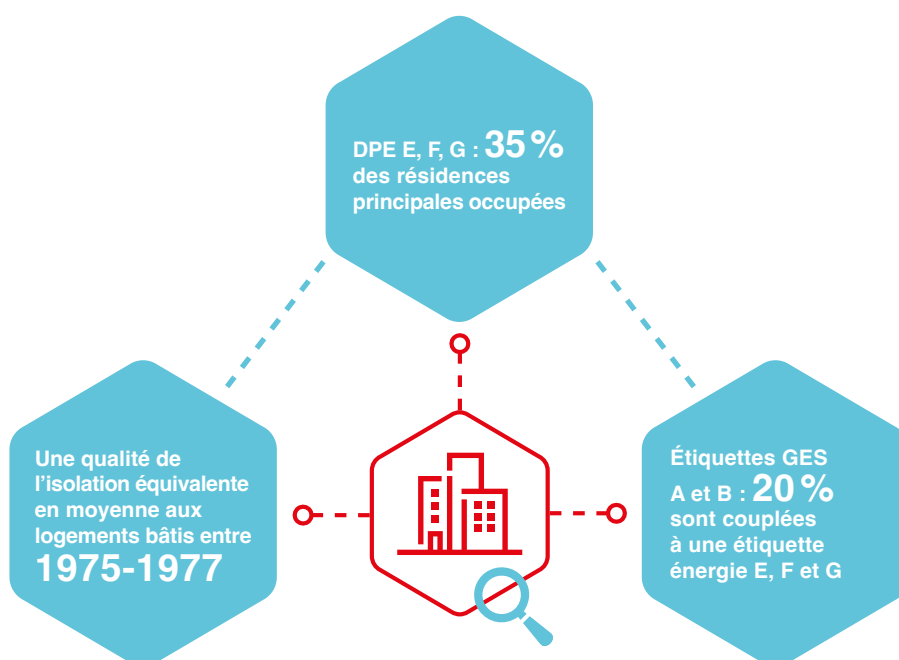 DPE E, F, G : 35 %
des résidences
principales occupées
Une qualité de
l’isolation équivalente
en moyenne aux
logements bâtis entre
1975-1977
Étiquettes GES
A et B : 20 %
sont couplées
à une étiquette
énergie E, F et G